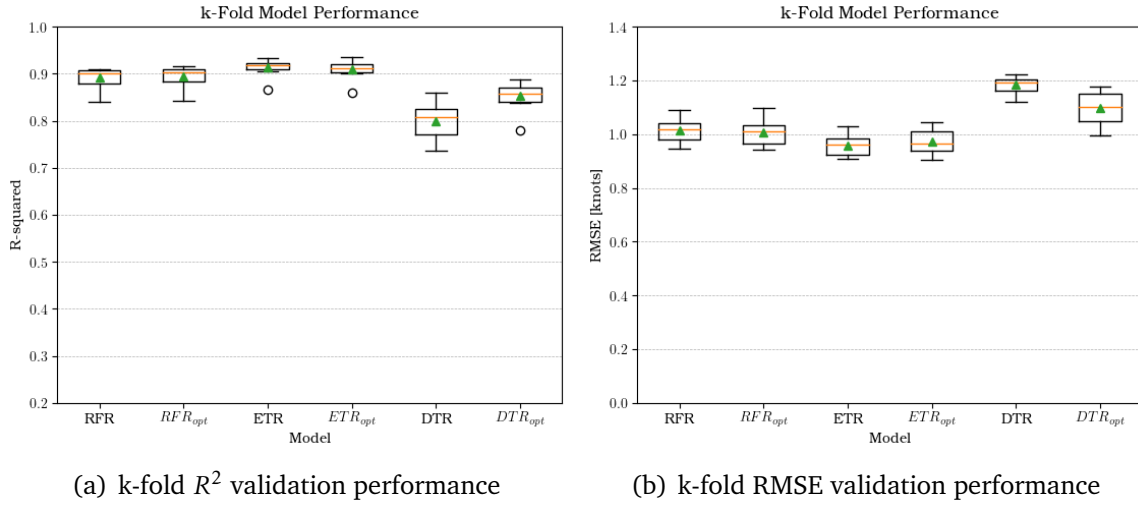 k-Fold Model Performance
1.0
0.9
0.8
0.7
0.6
0.5
0.4
0.3
0.2
R-squared
RFR RFR_opt ETR ETR_opt DTR DTR_opt
Model
(a) k-fold R² validation performance
k-Fold Model Performance
1.4
1.2
1.0
0.8
0.6
0.4
0.2
0.0
RMSE [knots]
RFR RFR_opt ETR ETR_opt DTR DTR_opt
Model
(b) k-fold RMSE validation performance